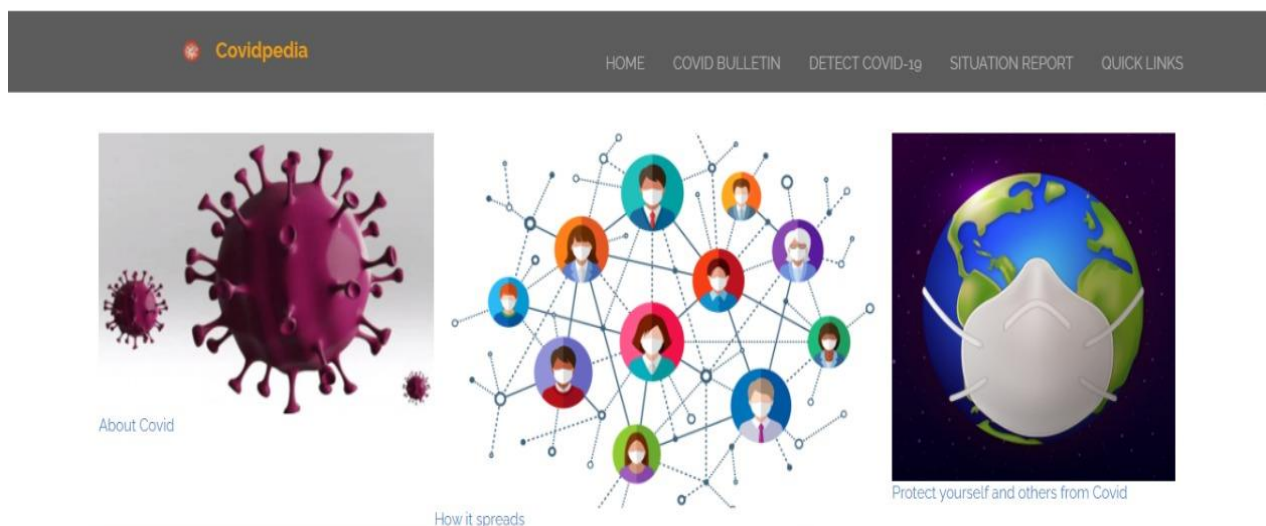 Covidpedia
HOME COVID BULLETIN DETECT COVID-19 SITUATION REPORT QUICK LINKS
About Covid
How it spreads
Protect yourself and others from Covid